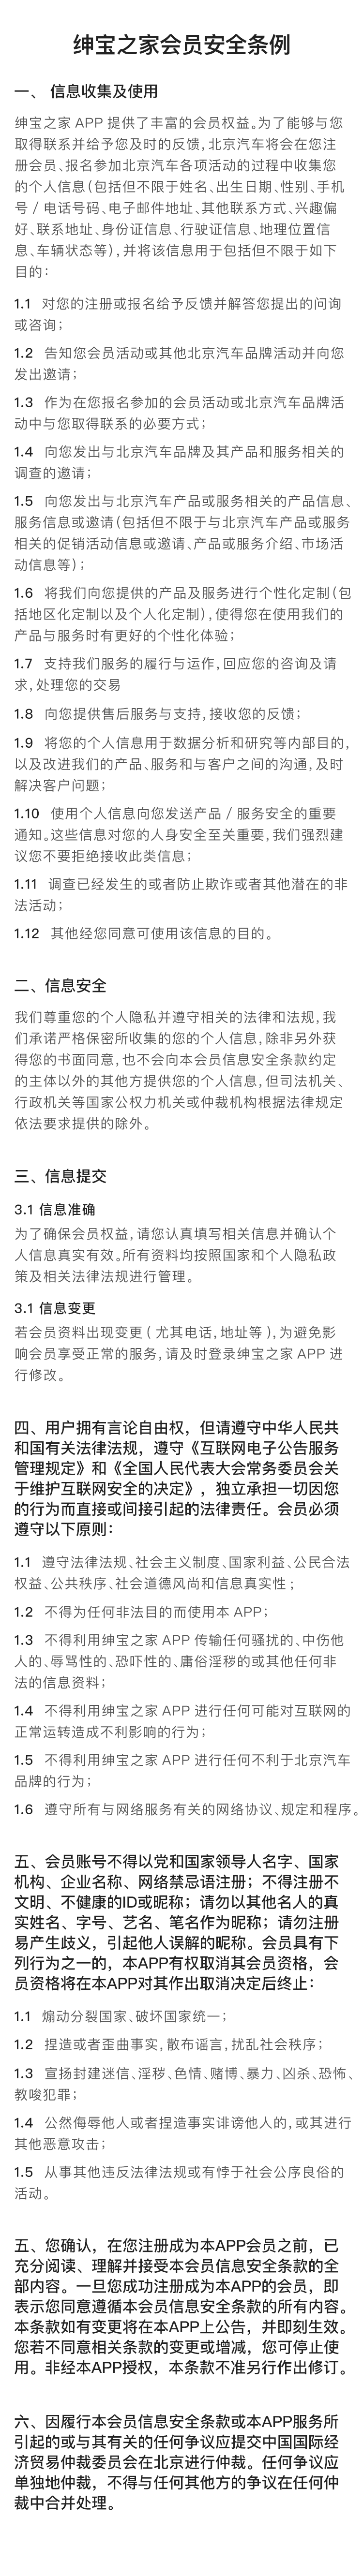 绅宝之家会员安全条例
一、 信息收集及使用
绅宝之家 APP 提供了丰富的会员权益。为了能够与您
取得联系并给予您及时的反馈,北京汽车将会在您注
册会员、报名参加北京汽车各项活动的过程中收集您
的个人信息(包括但不限于姓名、出生日期、性别、手机
号 / 电话号码、电子邮件地址、其他联系方式、兴趣偏
好、联系地址、身份证信息、行驶证信息、地理位置信
息、车辆状态等),并将该信息用于包括但不限于如下
目的：
1.1 对您的注册或报名给予反馈并解答您提出的问询
或咨询；
1.2 告知您会员活动或其他北京汽车品牌活动并向您
发出邀请；
1.3 作为在您报名参加的会员活动或北京汽车品牌活
动中与您取得联系的必要方式；
1.4 向您发出与北京汽车品牌及其产品和服务相关的
调查的邀请；
1.5 向您发出与北京汽车产品或服务相关的产品信息、
服务信息或邀请(包括但不限于与北京汽车产品或服务
相关的促销活动信息或邀请、产品或服务介绍、市场活
动信息等)；
1.6 将我们向您提供的产品及服务进行个性化定制(包
括地区化定制以及个人化定制),使得您在使用我们的
产品与服务时有更好的个性化体验；
1.7 支持我们服务的履行与运作,回应您的咨询及请
求,处理您的交易
1.8 向您提供售后服务与支持,接收您的反馈；
1.9 将您的个人信息用于数据分析和研究等内部目的,
以及改进我们的产品、服务和与客户之间的沟通,及时
解决客户问题；
1.10 使用个人信息向您发送产品 / 服务安全的重要
通知。这些信息对您的人身安全至关重要,我们强烈建
议您不要拒绝接收此类信息；
1.11 调查已经发生的或者防止欺诈或者其他潜在的非
法活动；
1.12 其他经您同意可使用该信息的目的。
二、信息安全
我们尊重您的个人隐私并遵守相关的法律和法规,我
们承诺严格保密所收集的您的个人信息,除非另外获
得您的书面同意,也不会向本会员信息安全条款约定
的主体以外的其他方提供您的个人信息,但司法机关、
行政机关等国家公权力机关或仲裁机构根据法律规定
依法要求提供的除外。
三、信息提交
3.1 信息准确
为了确保会员权益,请您认真填写相关信息并确认个
人信息真实有效。所有资料均按照国家和个人隐私政
策及相关法律法规进行管理。
3.1 信息变更
若会员资料出现变更 ( 尤其电话,地址等 ),为避免影
响会员享受正常的服务,请及时登录绅宝之家 APP 进
行修改。
四、用户拥有言论自由权，但请遵守中华人民共
和国有关法律法规，遵守《互联网电子公告服务
管理规定》和《全国人民代表大会常务委员会关
于维护互联网安全的决定》，独立承担一切因您
的行为而直接或间接引起的法律责任。会员必须
遵守以下原则：
1.1 遵守法律法规、社会主义制度、国家利益、公民合法
权益、公共秩序、社会道德风尚和信息真实性；
1.2 不得为任何非法目的而使用本 APP；
1.3 不得利用绅宝之家 APP 传输任何骚扰的、中伤他
人的、辱骂性的、恐吓性的、庸俗淫秽的或其他任何非
法的信息资料；
1.4 不得利用绅宝之家 APP 进行任何可能对互联网的
正常运转造成不利影响的行为；
1.5 不得利用绅宝之家 APP 进行任何不利于北京汽车
品牌的行为；
1.6 遵守所有与网络服务有关的网络协议、规定和程序。
五、会员账号不得以党和国家领导人名字、国家
机构、企业名称、网络禁忌语注册；不得注册不
文明、不健康的ID或昵称；请勿以其他名人的真
实姓名、字号、艺名、笔名作为昵称；请勿注册
易产生歧义，引起他人误解的昵称。会员具有下
列行为之一的，本APP有权取消其会员资格，会
员资格将在本APP对其作出取消决定后终止：
1.1 煽动分裂国家、破坏国家统一；
1.2 捏造或者歪曲事实,散布谣言,扰乱社会秩序；
1.3 宣扬封建迷信、淫秽、色情、赌博、暴力、凶杀、恐怖、
教唆犯罪；
1.4 公然侮辱他人或者捏造事实诽谤他人的,或其进行
其他恶意攻击；
1.5 从事其他违反法律法规或有悖于社会公序良俗的
活动。
五、您确认，在您注册成为本APP会员之前，已
充分阅读、理解并接受本会员信息安全条款的全
部内容。一旦您成功注册成为本APP的会员，即
表示您同意遵循本会员信息安全条款的所有内容。
本条款如有变更将在本APP上公告，并即刻生效。
您若不同意相关条款的变更或增减，您可停止使
用。非经本APP授权，本条款不准另行作出修订。
六、因履行本会员信息安全条款或本APP服务所
引起的或与其有关的任何争议应提交中国国际经
济贸易仲裁委员会在北京进行仲裁。任何争议应
单独地仲裁，不得与任何其他方的争议在任何仲
裁中合并处理。